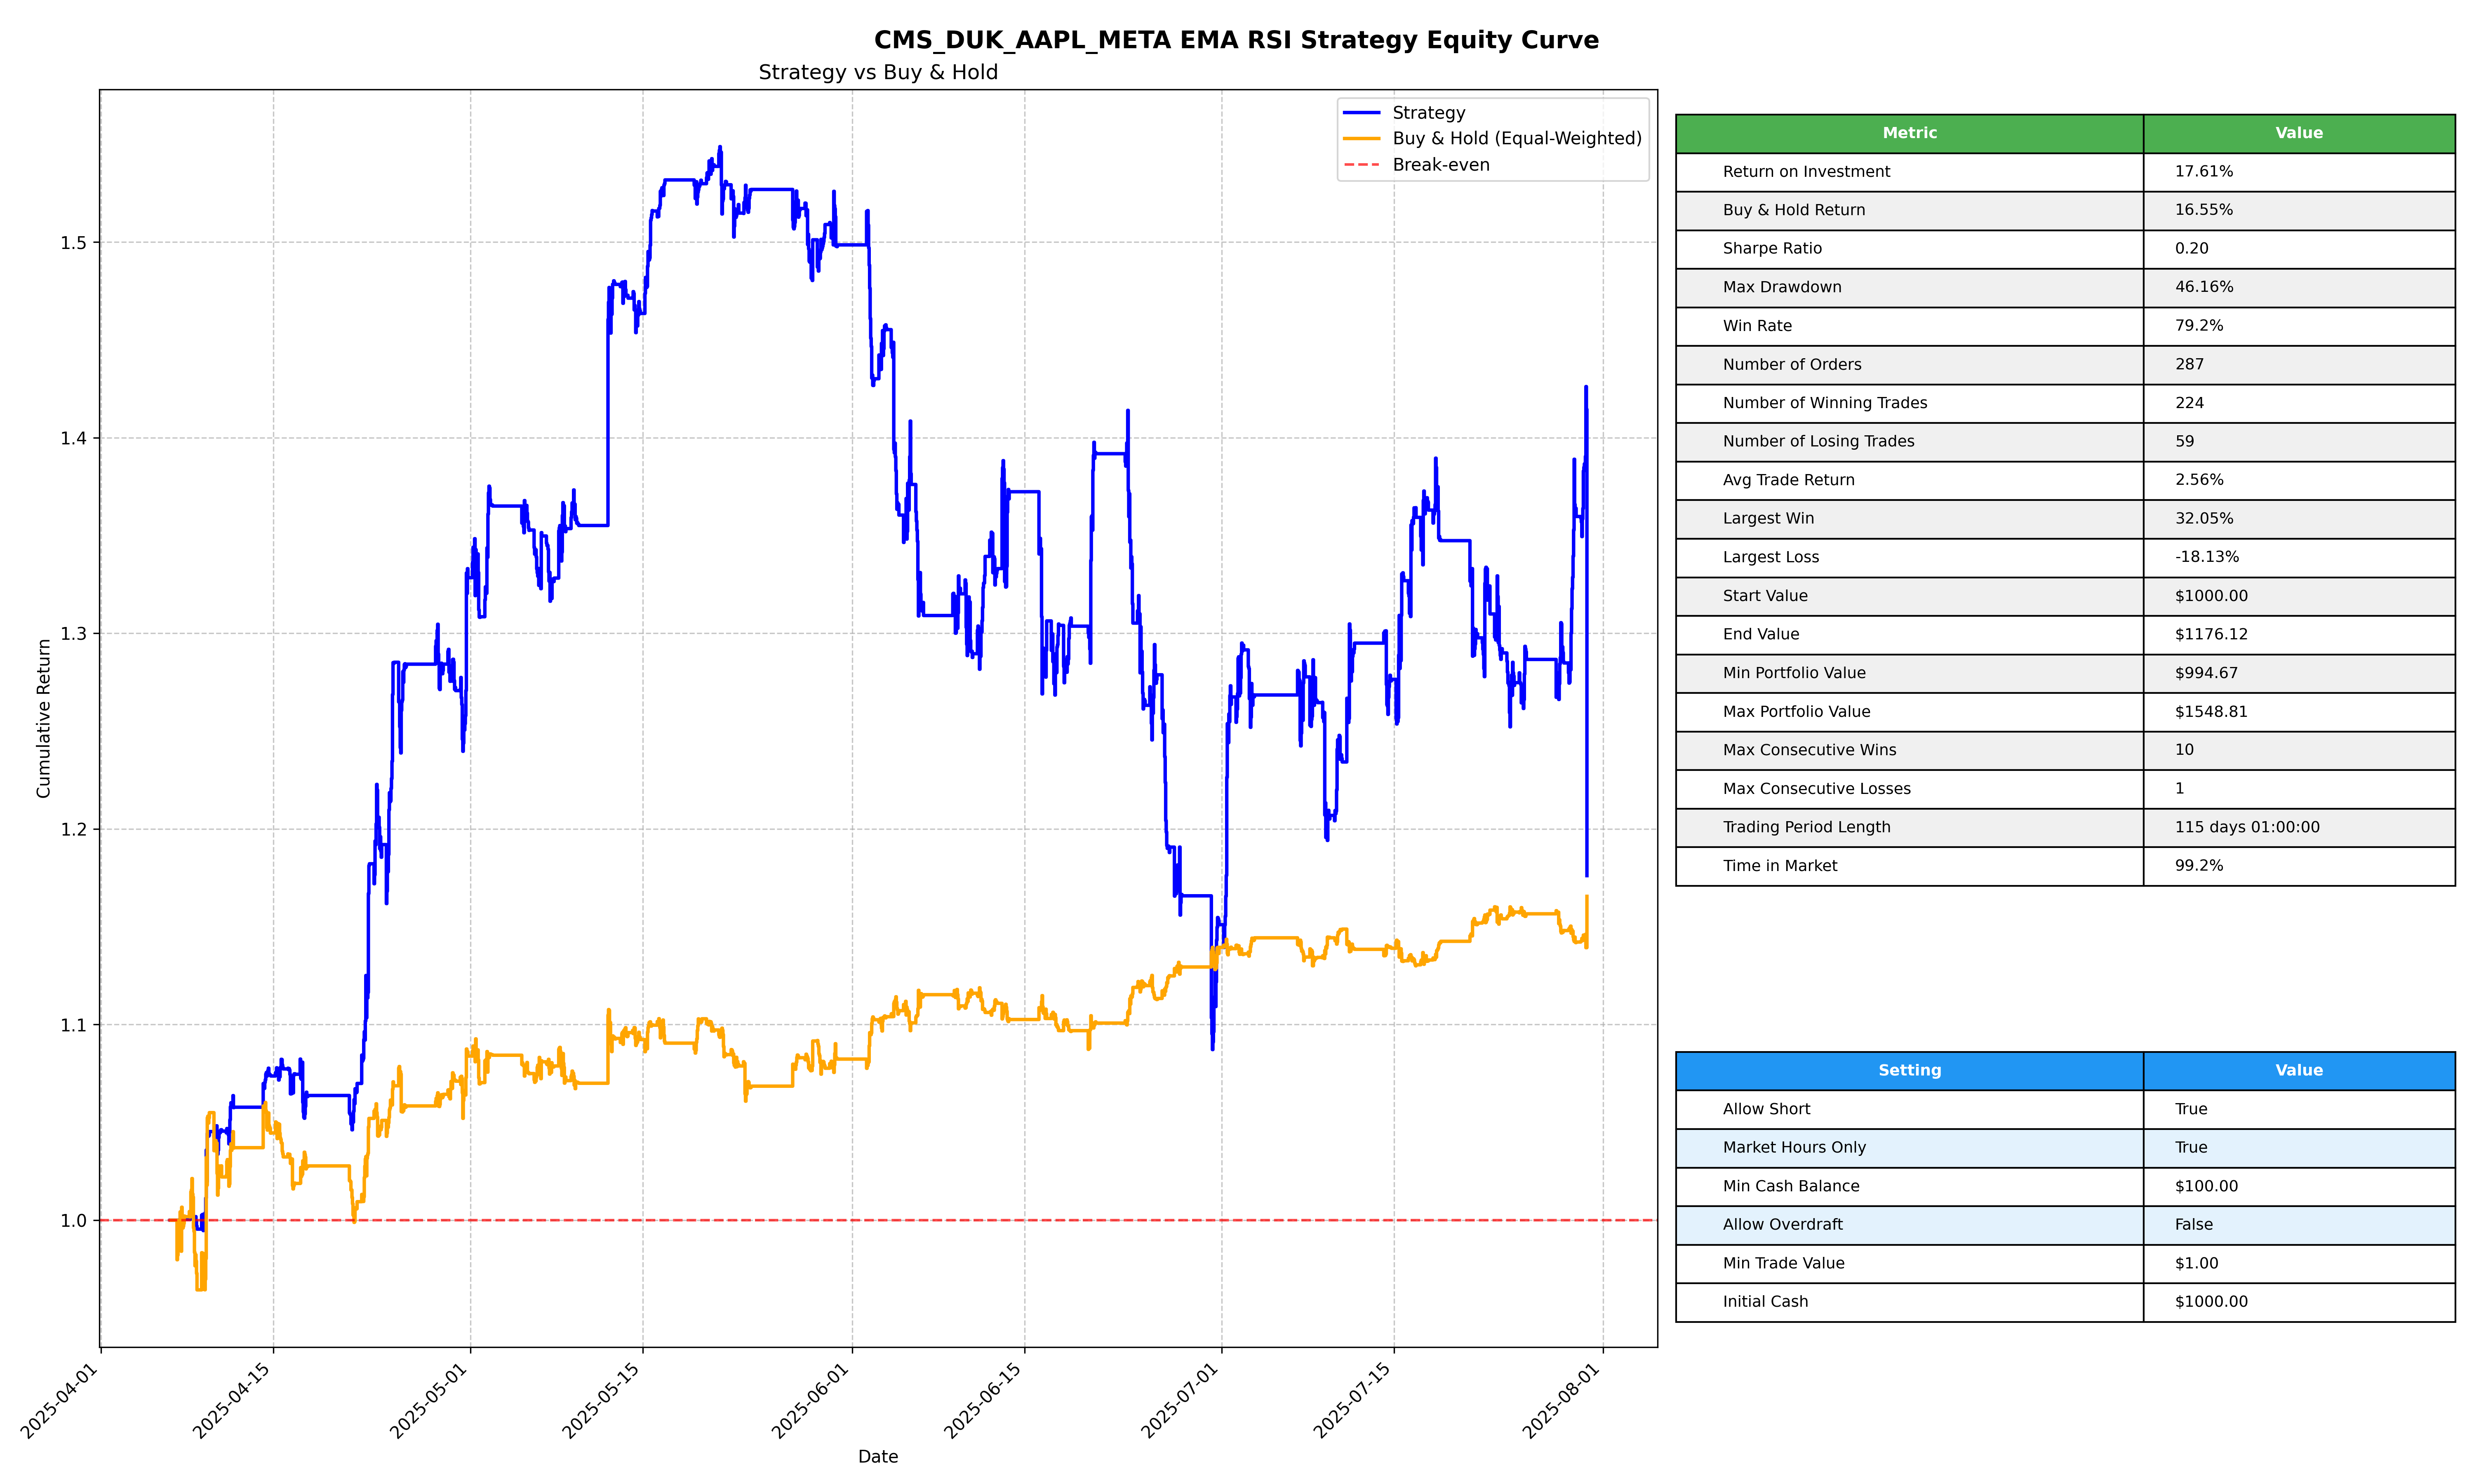 CMS_DUK_AAPL_META EMA RSI Strategy Equity Curve
Strategy vs Buy & Hold
Strategy
Buy & Hold (Equal-Weighted)
Break-even
Cumulative Return
1.5
1.4
1.3
1.2
1.1
1.0
2025-04-01
2025-04-15
2025-05-01
2025-05-15
2025-06-01
2025-06-15
2025-07-01
2025-07-15
2025-08-01
Date
Metric Value
Return on Investment 17.61%
Buy & Hold Return 16.55%
Sharpe Ratio 0.20
Max Drawdown 46.16%
Win Rate 79.2%
Number of Orders 287
Number of Winning Trades 224
Number of Losing Trades 59
Avg Trade Return 2.56%
Largest Win 32.05%
Largest Loss -18.13%
Start Value $1000.00
End Value $1176.12
Min Portfolio Value $994.67
Max Portfolio Value $1548.81
Max Consecutive Wins 10
Max Consecutive Losses 1
Trading Period Length 115 days 01:00:00
Time in Market 99.2%
Setting Value
Allow Short True
Market Hours Only True
Min Cash Balance $100.00
Allow Overdraft False
Min Trade Value $1.00
Initial Cash $1000.00